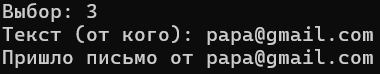 Выбор: 3
Текст (от кого): papa@gmail.com
Пришло письмо от papa@gmail.com